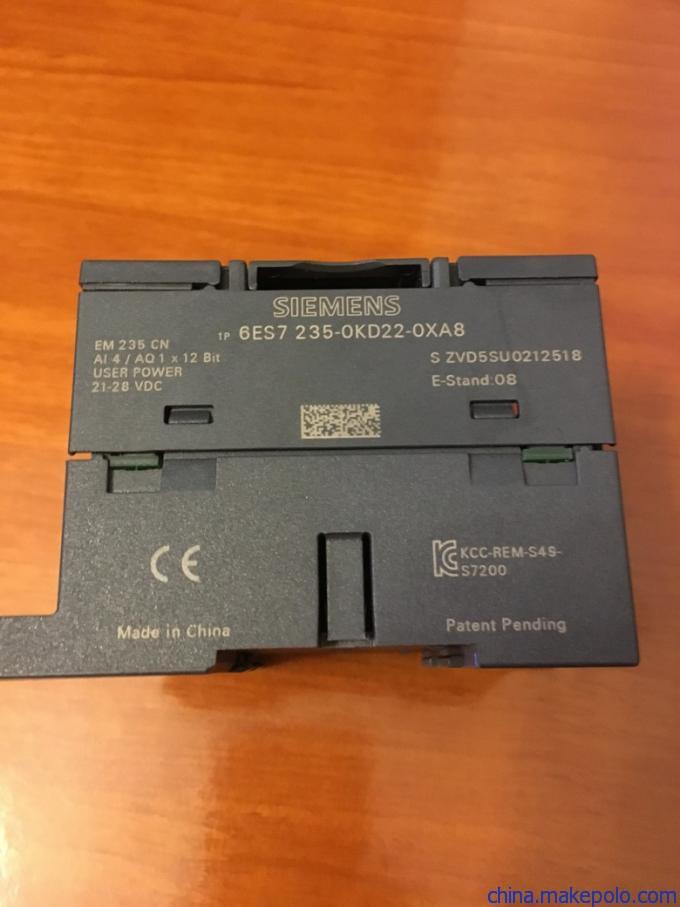 SIEMENS
1P 6ES7 235-0KD22-0XA8
EM 235 CN
AI 4 / AQ 1 x 12 Bit
USER POWER
21-28 VDC
S ZVD5SU0212518
E-Stand:08
CE
KCC-REM-S49-
S7200
Made in China
Patent Pending
china.makepolo.com